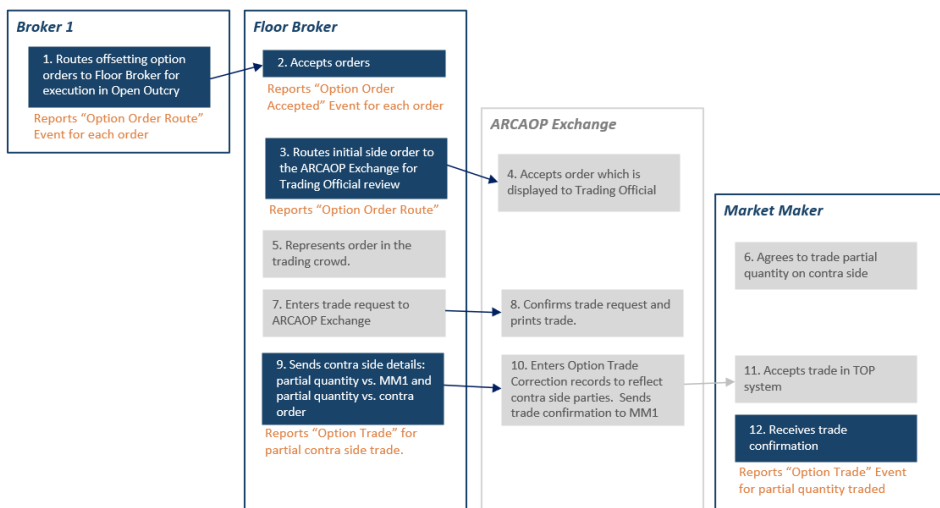 Broker 1
1. Routes offsetting option
orders to Floor Broker for
execution in Open Outcry
Reports “Option Order Route”
Event for each order
Floor Broker
2. Accepts orders
Reports “Option Order
Accepted” Event for each order
3. Routes initial side order to
the ARCAOP Exchange for
Trading Official review
Reports “Option Order Route”
5. Represents order in the
trading crowd.
7. Enters trade request to
ARCAOP Exchange
9. Sends contra side details:
partial quantity vs. MM1 and
partial quantity vs. contra
order
Reports “Option Trade” for
partial contra side trade.
ARCAOP Exchange
4. Accepts order which is
displayed to Trading Official
8. Confirms trade request and
prints trade.
10. Enters Option Trade
Correction records to reflect
contra side parties.  Sends
trade confirmation to MM1
Market Maker
6. Agrees to trade partial
quantity on contra side
11. Accepts trade in TOP
system
12. Receives trade
confirmation
Reports “Option Trade” Event
for partial quantity traded